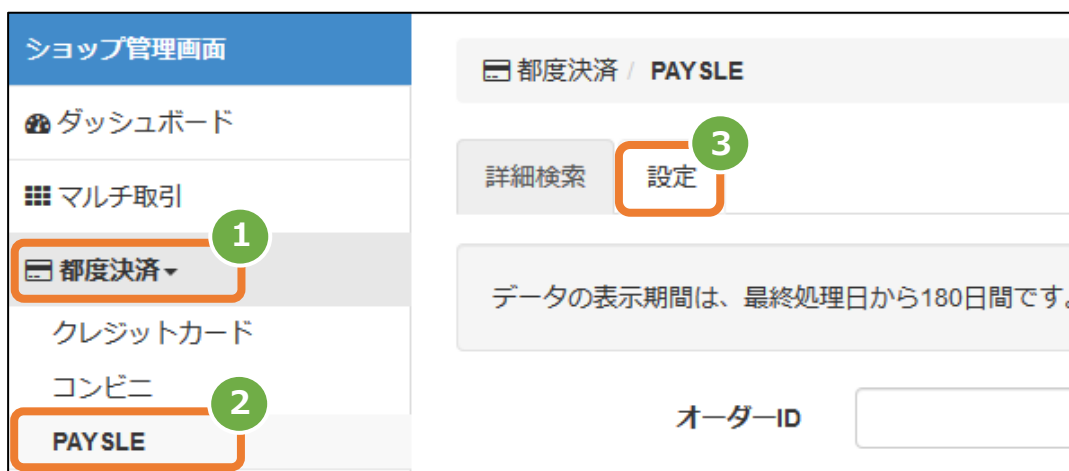 ショップ管理画面
ダッシュボード
マルチ取引
1
都度決済
クレジットカード
コンビニ
2
PAYSLE
都度決済 / PAYSLE
3
詳細検索 設定
データの表示期間は、最終処理日から180日間です。
オーダーID